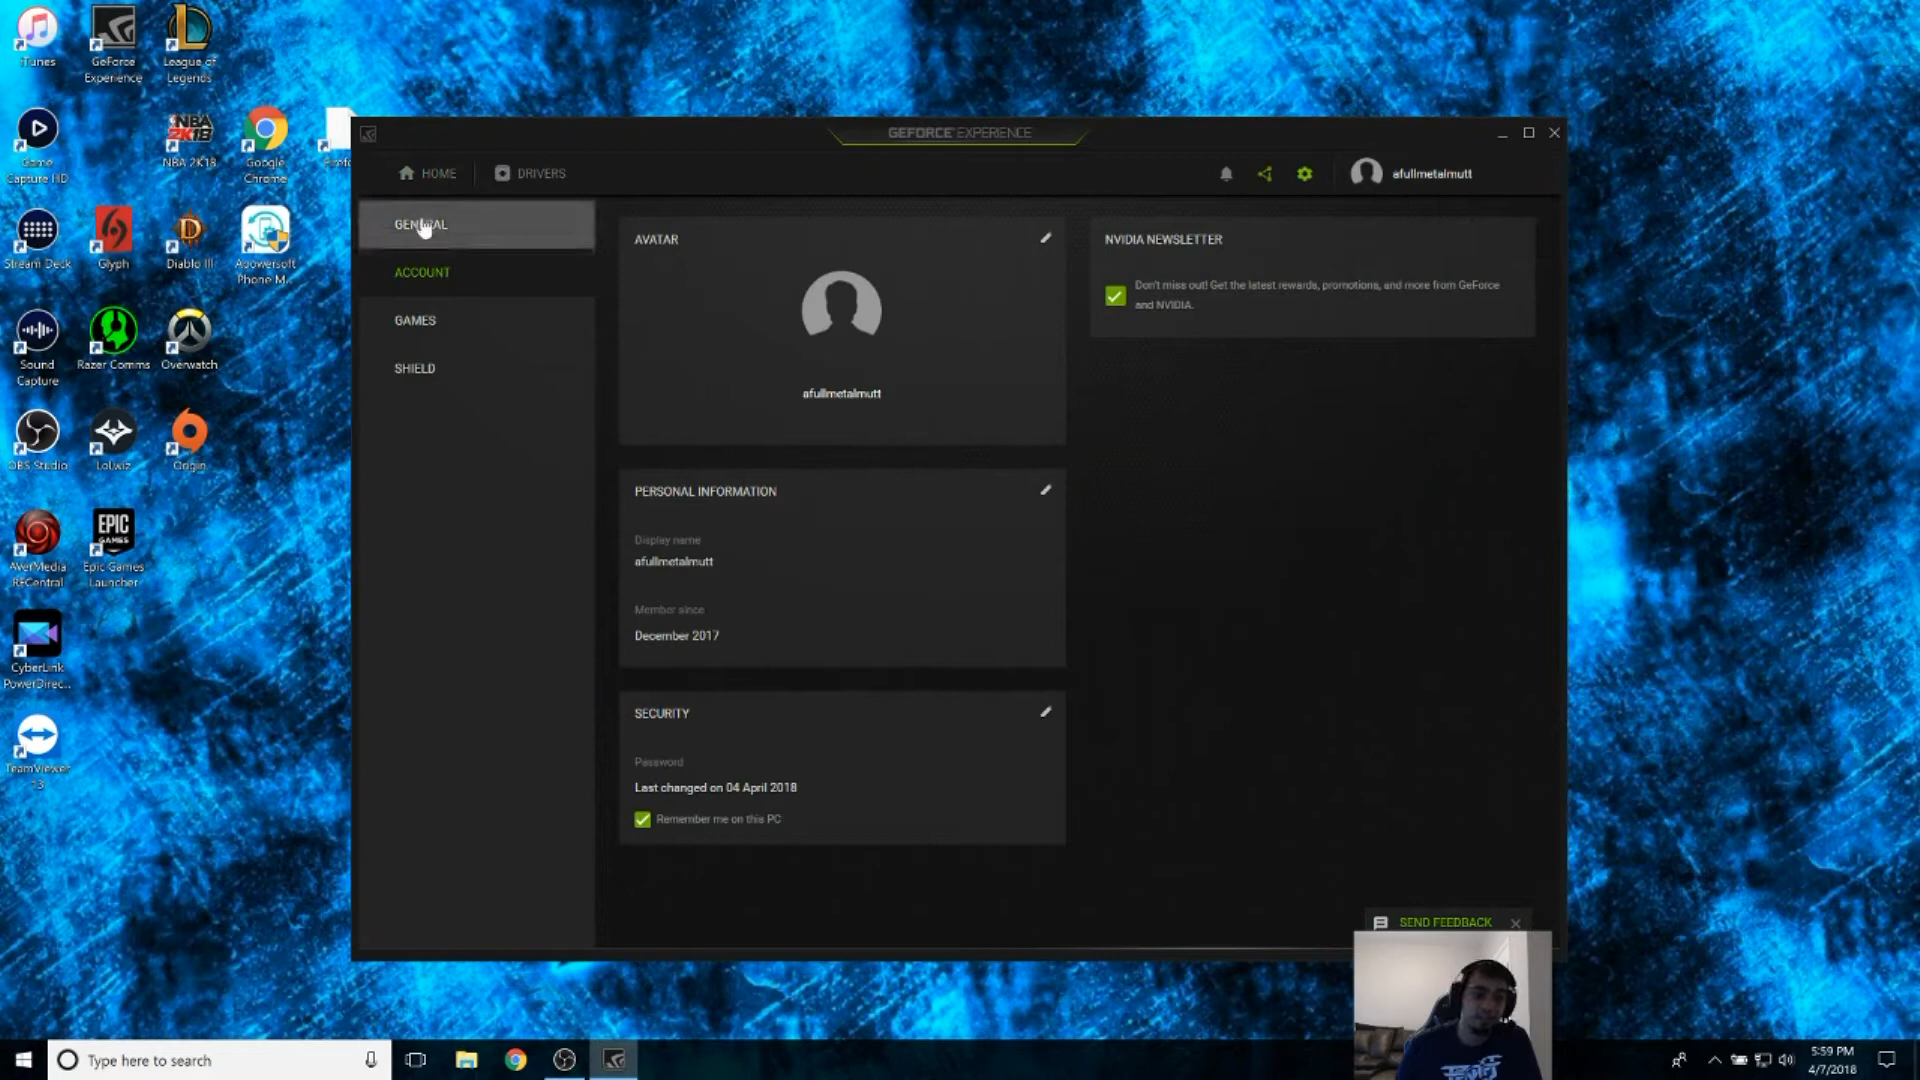 iTunes
GeForce
Experience
League of
Legends
NBA
2K18
NBA 2K18
Google
Chrome
Game
Capture HD
Stream Deck
Glyph
Diablo III
Apowersoft
Phone M...
Sound
Capture
Razer Comms
Overwatch
OBS Studio
Lolwiz
Origin
EPIC
GAMES
AVerMedia
RECentral
Epic Games
Launcher
CyberLink
PowerDirec...
TeamViewer
13
GEFORCE EXPERIENCE
HOME
DRIVERS
afullmetalmutt
GENERAL
ACCOUNT
GAMES
SHIELD
AVATAR
afullmetalmutt
NVIDIA NEWSLETTER
Don't miss out! Get the latest rewards, promotions, and more from GeForce
and NVIDIA.
PERSONAL INFORMATION
Display name
afullmetalmutt
Member since
December 2017
SECURITY
Password
Last changed on 04 April 2018
Remember me on this PC
SEND FEEDBACK
Type here to search
5:59 PM
4/7/2018